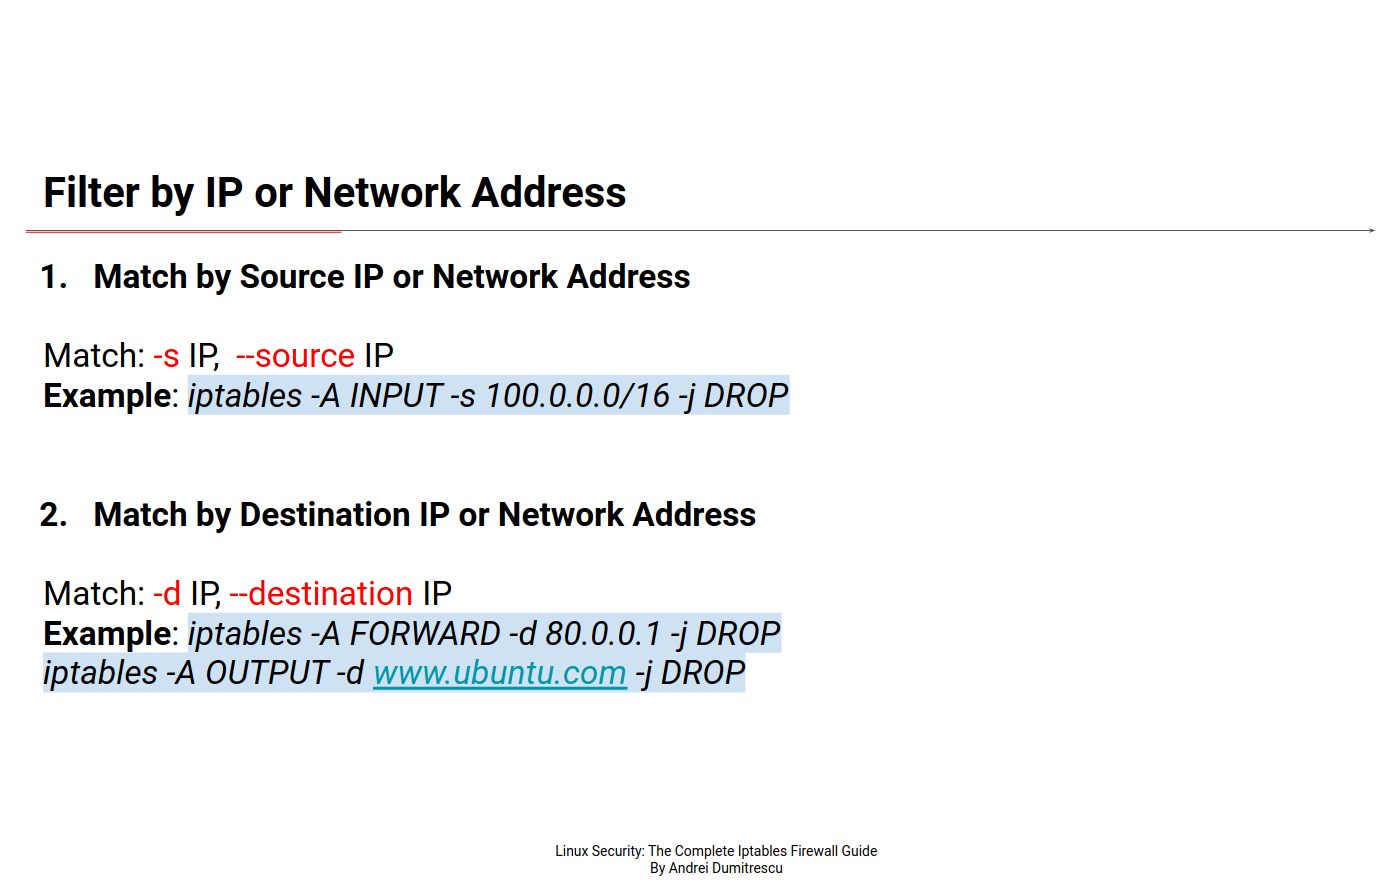 Filter by IP or Network Address
1. Match by Source IP or Network Address
Match: -s IP, --source IP
Example: iptables -A INPUT -s 100.0.0.0/16 -j DROP
2. Match by Destination IP or Network Address
Match: -d IP, --destination IP
Example: iptables -A FORWARD -d 80.0.0.1 -j DROP
iptables -A OUTPUT -d www.ubuntu.com -j DROP
Linux Security: The Complete Iptables Firewall Guide
By Andrei Dumitrescu